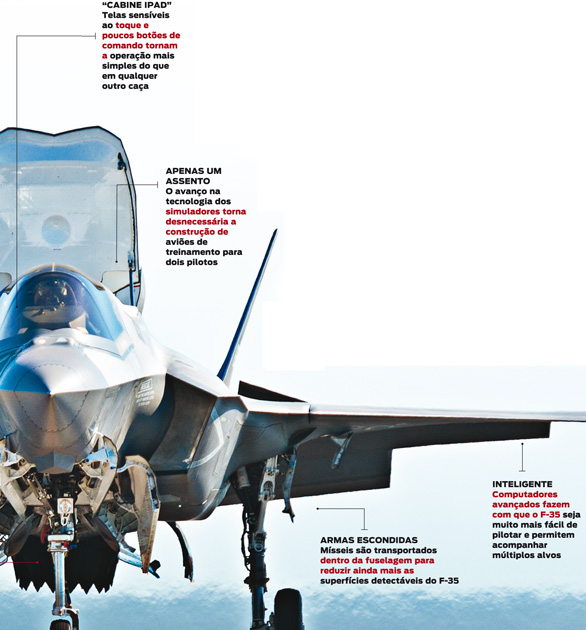 “CABINE IPAD”
Telas sensíveis
ao toque e
poucos botões de
comando tornam
a operação mais
simples do que
em qualquer
outro caça
APENAS UM
ASSENTO
O avanço na
tecnologia dos
simuladores torna
desnecessária a
construção de
aviões de
treinamento para
dois pilotos
INTELIGENTE
Computadores
avançados fazem
com que o F-35 seja
muito mais fácil de
pilotar e permitem
acompanhar
múltiplos alvos
ARMAS ESCONDIDAS
Mísseis são transportados
dentro da fuselagem para
reduzir ainda mais as
superfícies detectáveis do F-35